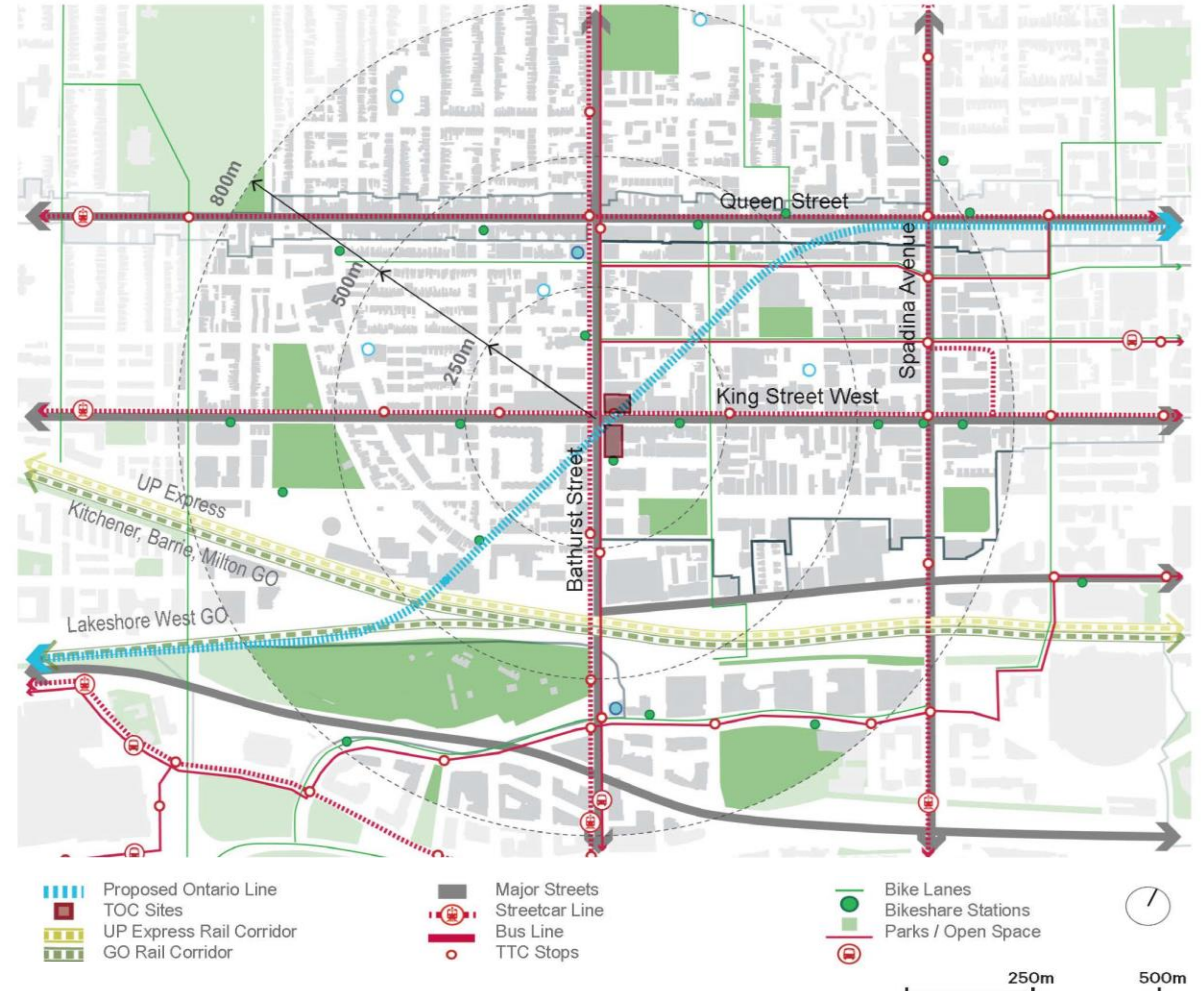 800m
500m
250m
Queen Street
Spadina Avenue
King Street West
Bathurst Street
UP Express
Kitchener, Barrie, Milton GO
Lakeshore West GO
Proposed Ontario Line
TOC Sites
UP Express Rail Corridor
GO Rail Corridor
Major Streets
Streetcar Line
Bus Line
TTC Stops
Bike Lanes
Bikeshare Stations
Parks / Open Space
250m
500m